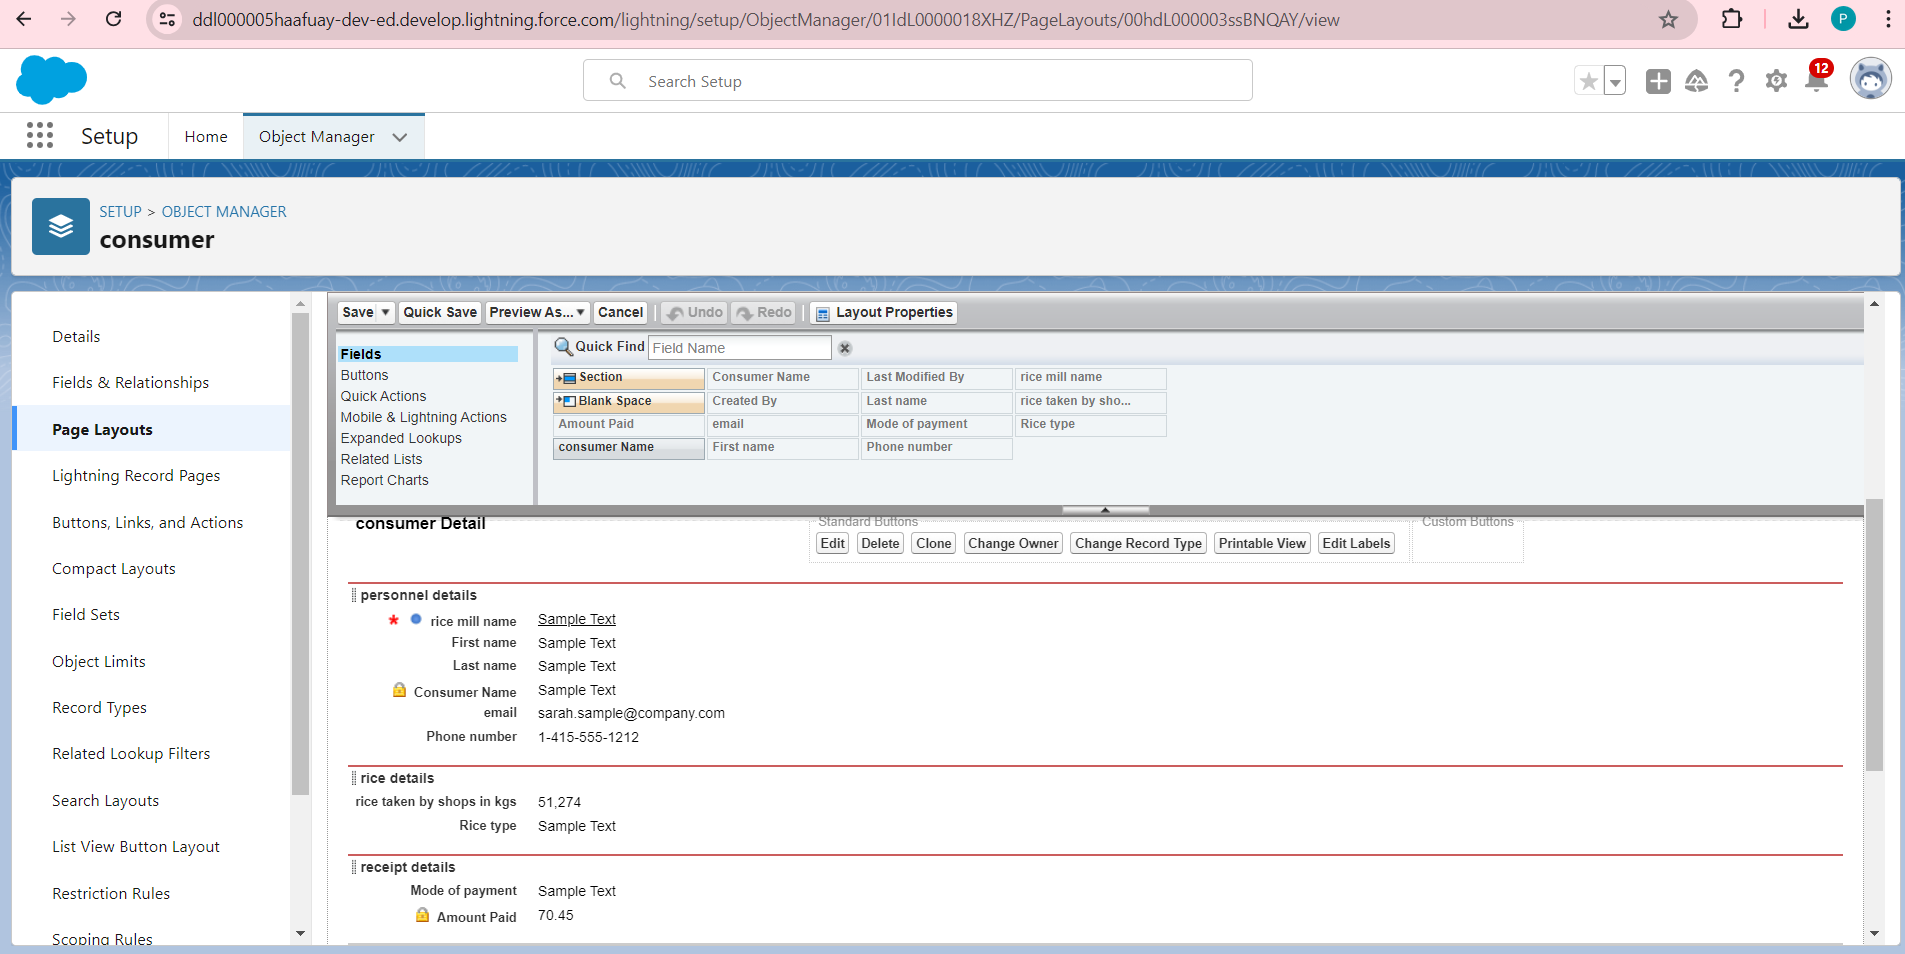 ddl000005haafuay-dev-ed.develop.lightning.force.com/lightning/setup/ObjectManager/01IdL0000018XHZ/PageLayouts/00hdL000003ssBNQAY/view
P
Search Setup
12
Setup
Home
Object Manager
SETUP > OBJECT MANAGER
consumer
Details
Fields & Relationships
Page Layouts
Lightning Record Pages
Buttons, Links, and Actions
Compact Layouts
Field Sets
Object Limits
Record Types
Related Lookup Filters
Search Layouts
List View Button Layout
Restriction Rules
Scoping Rules
Save Quick Save Preview As... Cancel Undo Redo Layout Properties
Fields
Buttons
Quick Actions
Mobile & Lightning Actions
Expanded Lookups
Related Lists
Report Charts
Quick Find Field Name
Section Consumer Name Last Modified By rice mill name
Blank Space Created By Last name rice taken by sho...
Amount Paid email Mode of payment Rice type
consumer Name First name Phone number
consumer Detail
Standard Buttons
Edit Delete Clone Change Owner Change Record Type Printable View Edit Labels
Custom Buttons
personnel details
* rice mill name Sample Text
First name Sample Text
Last name Sample Text
Consumer Name Sample Text
email sarah.sample@company.com
Phone number 1-415-555-1212
rice details
rice taken by shops in kgs 51,274
Rice type Sample Text
receipt details
Mode of payment Sample Text
Amount Paid 70.45